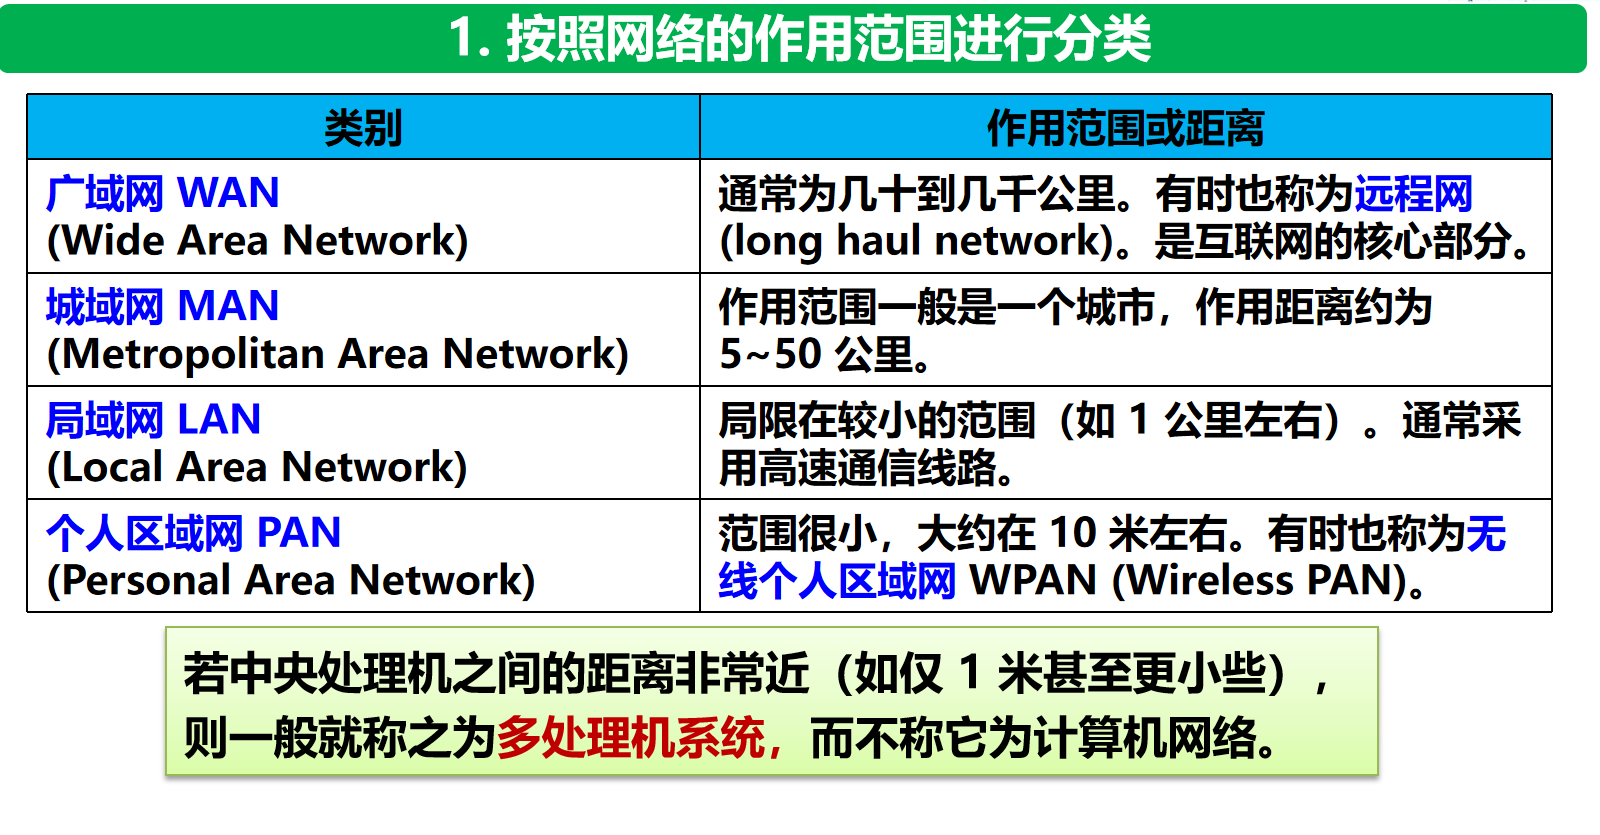 1. 按照网络的作用范围进行分类
类别
作用范围或距离
广域网 WAN
(Wide Area Network)
通常为几十到几千公里。有时也称为远程网
(long haul network)。是互联网的核心部分。
城域网 MAN
(Metropolitan Area Network)
作用范围一般是一个城市，作用距离约为
5~50 公里。
局域网 LAN
(Local Area Network)
局限在较小的范围（如 1 公里左右）。通常采
用高速通信线路。
个人区域网 PAN
(Personal Area Network)
范围很小，大约在 10 米左右。有时也称为无
线个人区域网 WPAN (Wireless PAN)。
若中央处理机之间的距离非常近（如仅 1 米甚至更小些），
则一般就称之为多处理机系统，而不称它为计算机网络。